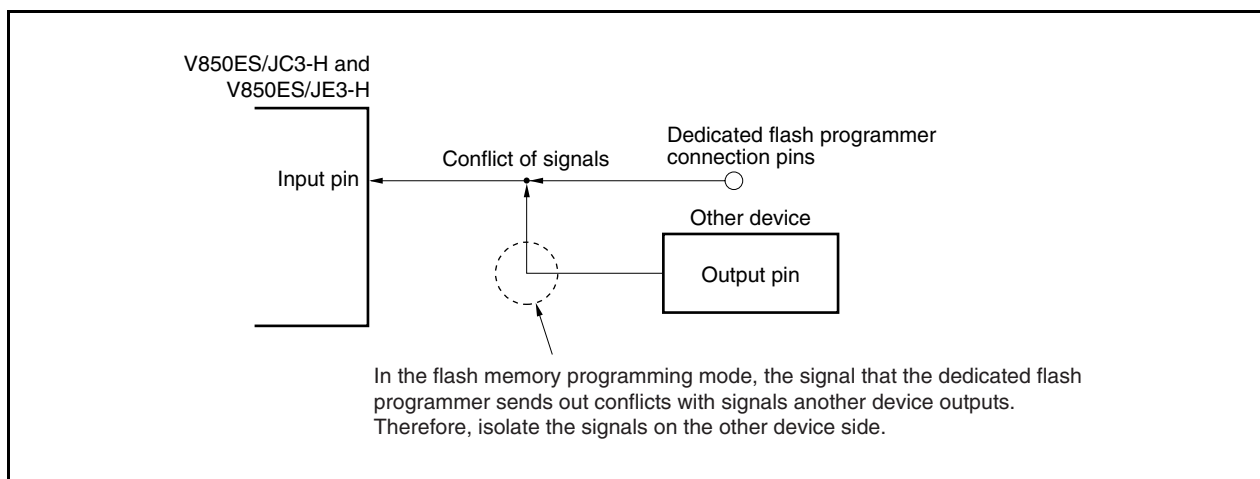 V850ES/JC3-H and
V850ES/JE3-H
Dedicated flash programmer
connection pins
Conflict of signals
Input pin
Other device
Output pin
In the flash memory programming mode, the signal that the dedicated flash
programmer sends out conflicts with signals another device outputs.
Therefore, isolate the signals on the other device side.